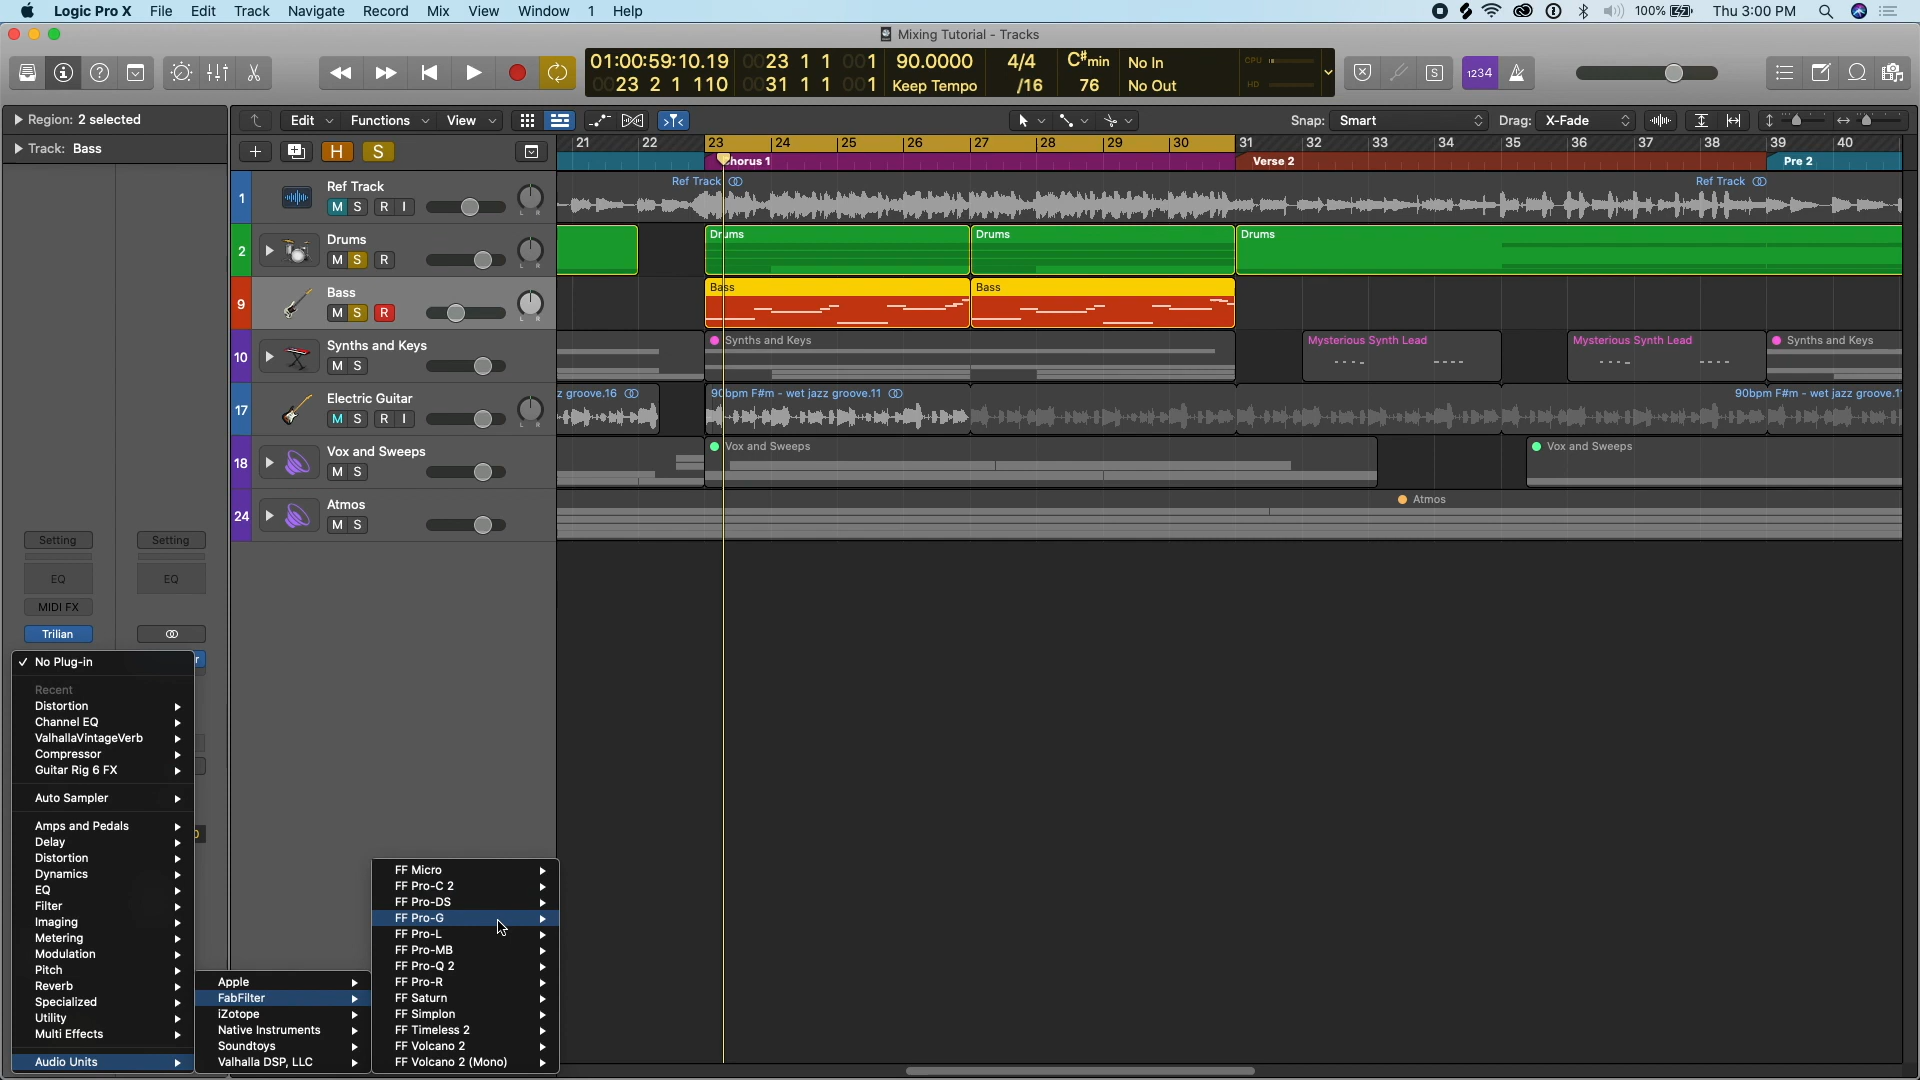 Logic Pro X File Edit Track Navigate Record Mix View Window 1 Help 100% Thu 3:00 PM
Mixing Tutorial - Tracks
01:00:59:10.19 0023 1 1 001 90.0000 4/4 C#min No In CPU
0023 2 1 110 0031 1 1 001 Keep Tempo /16 76 No Out HD
S 1234
Region: 2 selected
Edit Functions View Snap: Smart Drag: X-Fade
Track: Bass
H S
21 22 23 24 25 26 27 28 29 30 31 32 33 34 35 36 37 38 39 40
horus 1 Verse 2 Pre 2
1 Ref Track M S R I L R
Ref Track Ref Track
2 Drums M S R L R
Drums Drums Drums
9 Bass M S R L R
Bass Bass
10 Synths and Keys M S
Synths and Keys Mysterious Synth Lead Mysterious Synth Lead Synths and Keys
17 Electric Guitar M S R I L R
z groove.16 90bpm F#m - wet jazz groove.11 90bpm F#m - wet jazz groove.1
18 Vox and Sweeps M S
Vox and Sweeps Vox and Sweeps
24 Atmos M S
Atmos
Setting Setting
EQ EQ
MIDI FX
Trilian
No Plug-in r
Recent
Distortion
Channel EQ
ValhallaVintageVerb
Compressor
Guitar Rig 6 FX
Auto Sampler
Amps and Pedals
Delay
Distortion
Dynamics
EQ
Filter
Imaging
Metering
Modulation
Pitch
Reverb
Specialized
Utility
Multi Effects
Audio Units
Apple
FabFilter
iZotope
Native Instruments
Soundtoys
Valhalla DSP, LLC
FF Micro
FF Pro-C 2
FF Pro-DS
FF Pro-G
FF Pro-L
FF Pro-MB
FF Pro-Q 2
FF Pro-R
FF Saturn
FF Simplon
FF Timeless 2
FF Volcano 2
FF Volcano 2 (Mono)